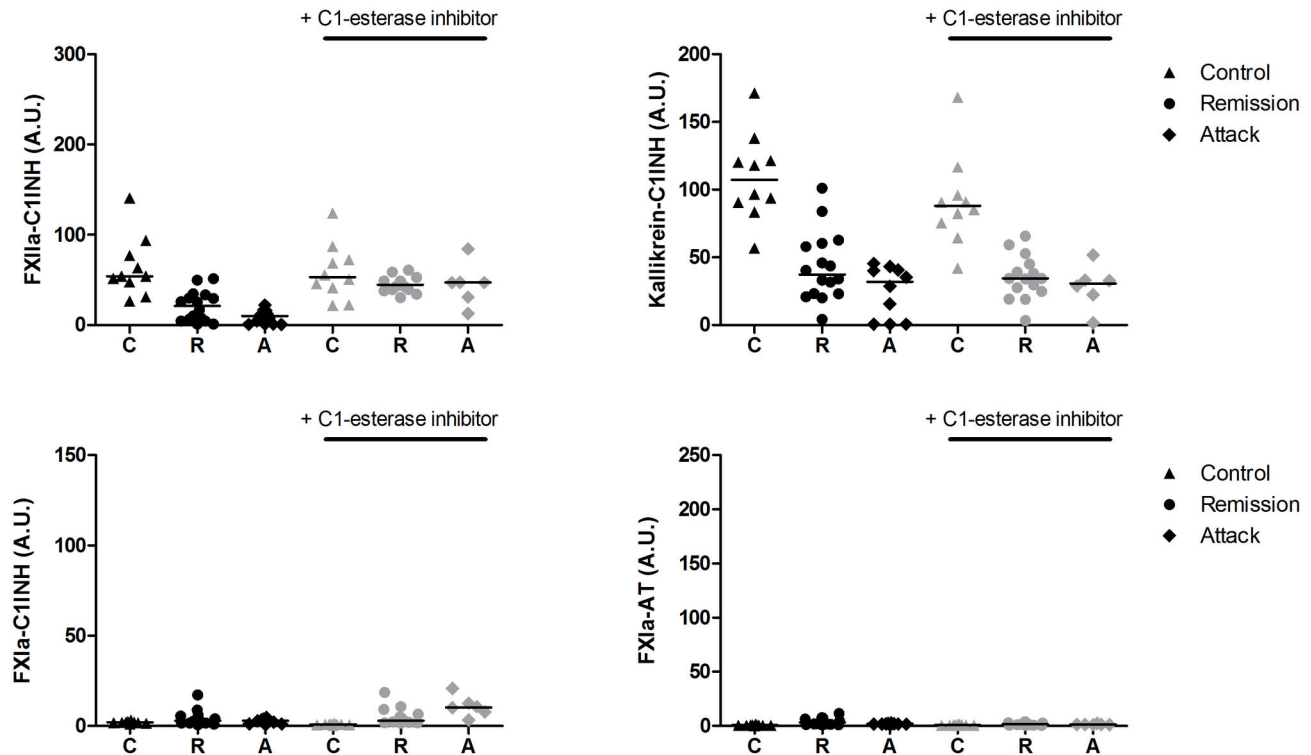 + C1-esterase inhibitor
FXIIa-C1INH (A.U.)
300
200
100
0
C R A C R A
+ C1-esterase inhibitor
Kallikrein-C1INH (A.U.)
200
150
100
50
0
C R A C R A
Control
Remission
Attack
+ C1-esterase inhibitor
FXIa-C1INH (A.U.)
150
100
50
0
C R A C R A
+ C1-esterase inhibitor
FXIa-AT (A.U.)
250
200
150
100
50
0
C R A C R A
Control
Remission
Attack